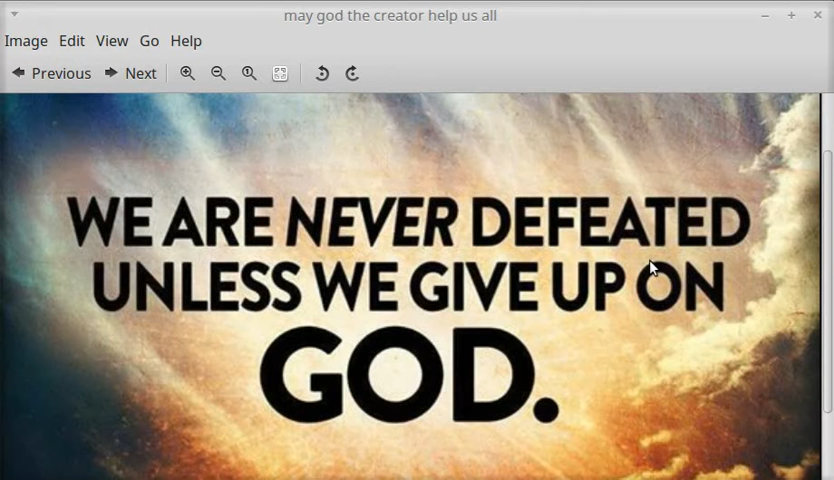 may god the creator help us all
Image Edit View Go Help
Previous Next
WE ARE NEVER DEFEATED
UNLESS WE GIVE UP ON
GOD.